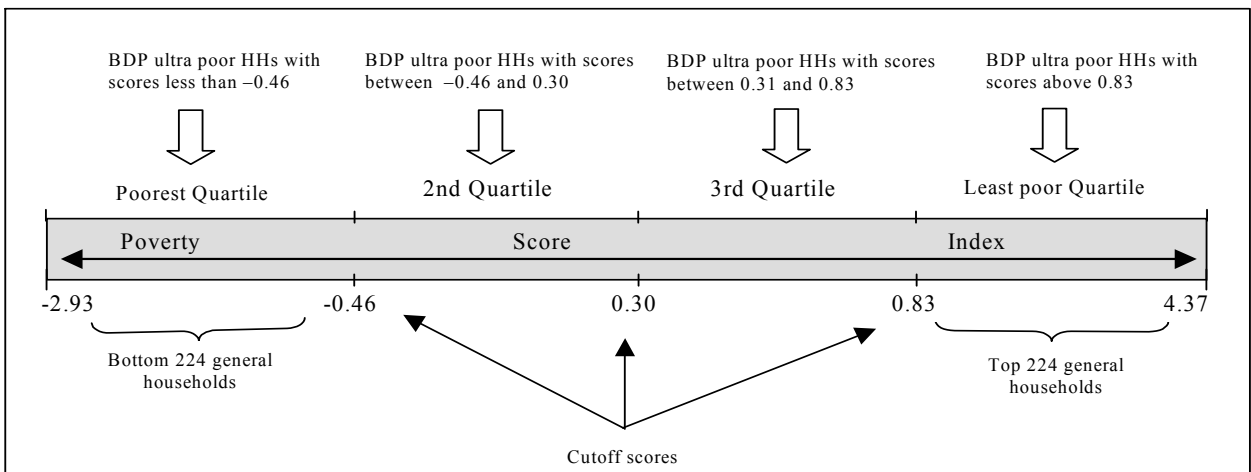 BDP ultra poor HHs with
scores less than –0.46
BDP ultra poor HHs with scores
between –0.46 and 0.30
BDP ultra poor HHs with scores
between 0.31 and 0.83
BDP ultra poor HHs with
scores above 0.83
Poorest Quartile
2nd Quartile
3rd Quartile
Least poor Quartile
Poverty Score Index
-2.93 -0.46 0.30 0.83 4.37
Bottom 224 general
households
Top 224 general
households
Cutoff scores